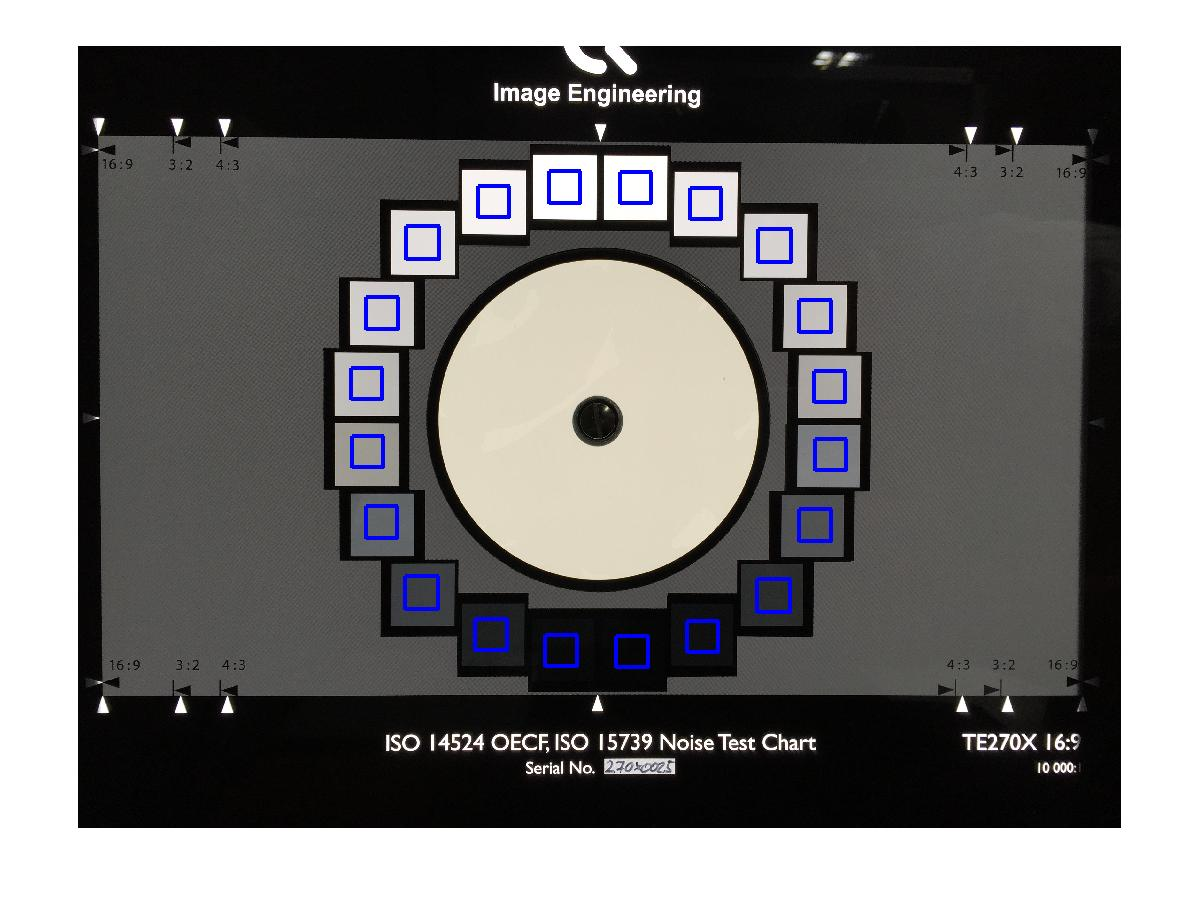 Image Engineering
16:9 3:2 4:3 4:3 3:2 16:9
16:9 3:2 4:3 4:3 3:2 16:9
ISO 14524 OECF, ISO 15739 Noise Test Chart TE270X 16:9
Serial No. 10 000: